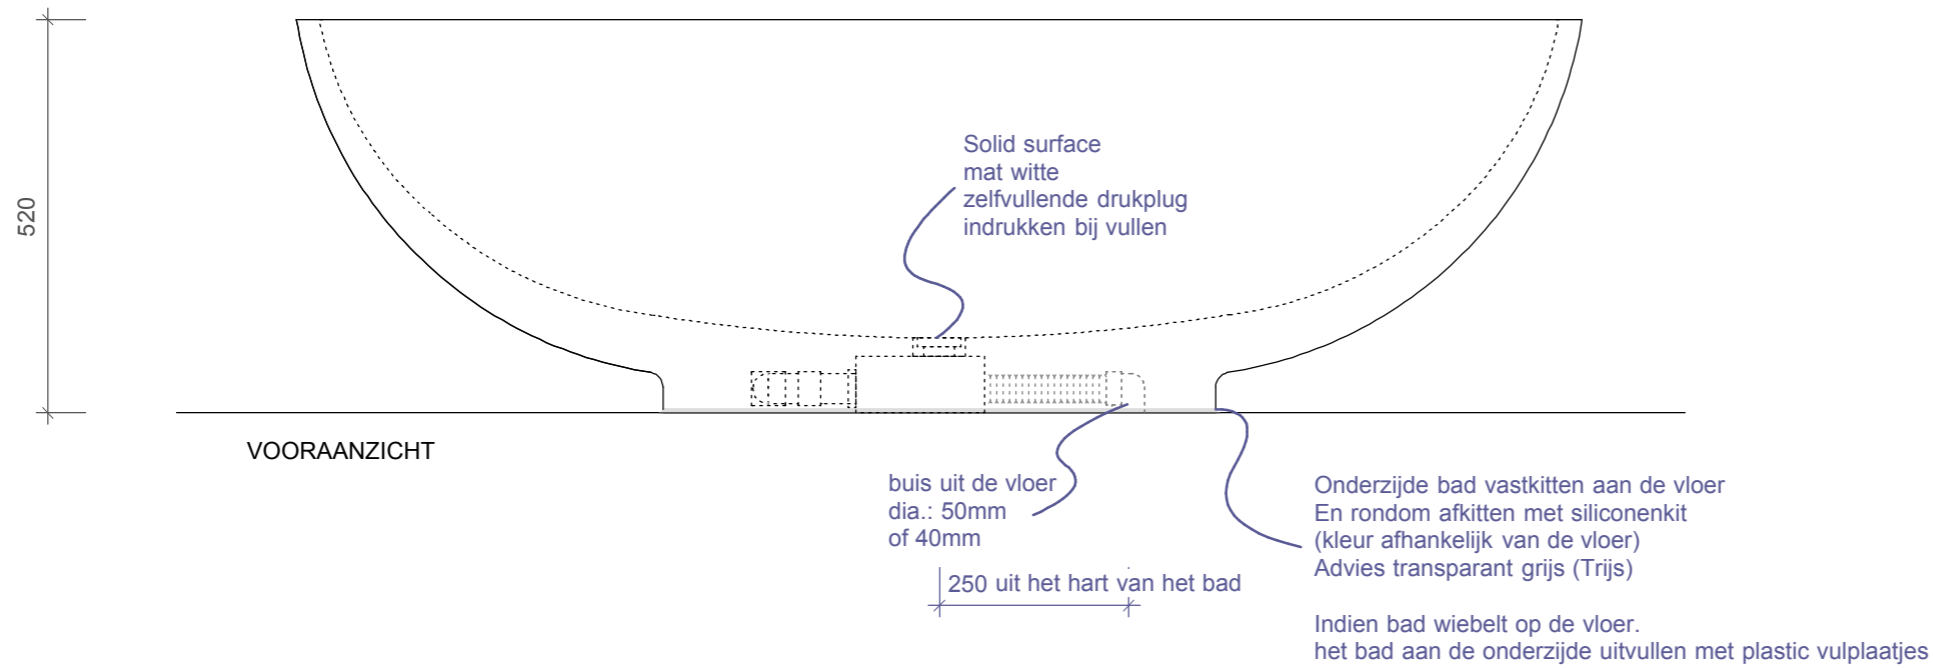 520
Solid surface
mat witte
zelfvullende drukplug
indrukken bij vullen
VOORAANZICHT
buis uit de vloer
dia.: 50mm
of 40mm
250 uit het hart van het bad
Onderzijde bad vastkitten aan de vloer
En rondom afkitten met siliconenkit
(kleur afhankelijk van de vloer)
Advies transparant grijs (Trijs)
Indien bad wiebelt op de vloer.
het bad aan de onderzijde uitvullen met plastic vulplaatjes